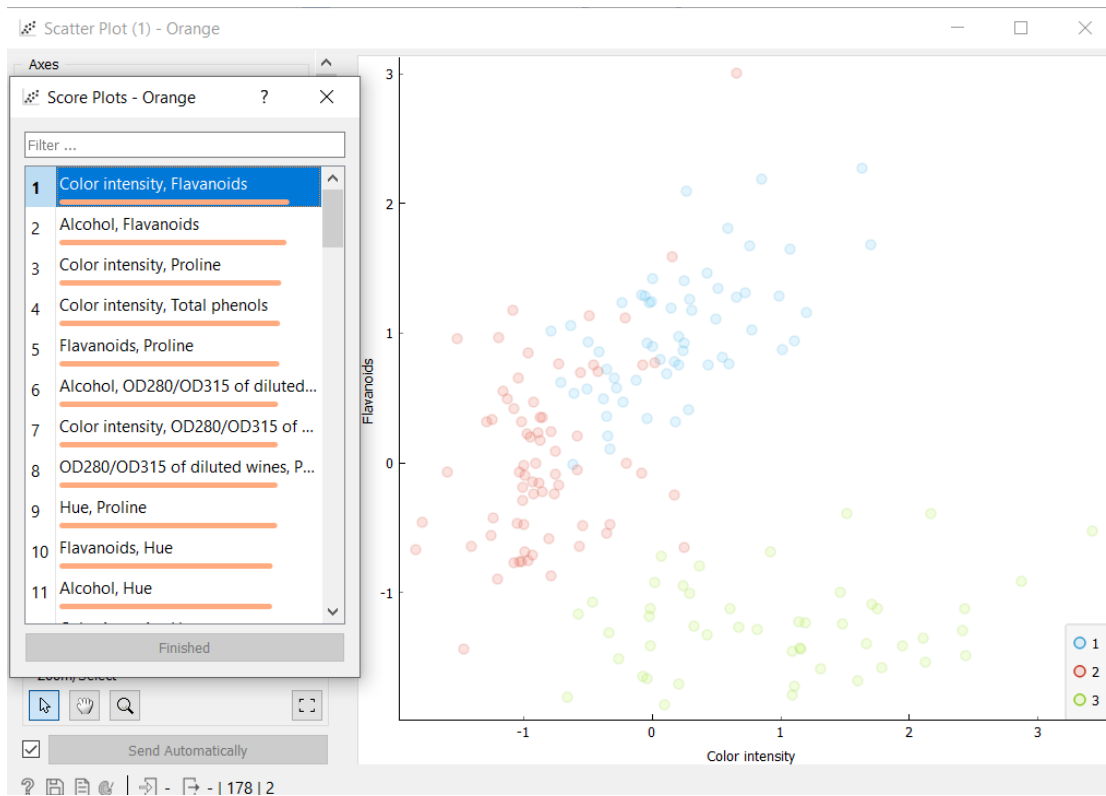 Scatter Plot (1) - Orange
Axes
Score Plots - Orange ?
Filter ...
1 Color intensity, Flavanoids
2 Alcohol, Flavanoids
3 Color intensity, Proline
4 Color intensity, Total phenols
5 Flavanoids, Proline
6 Alcohol, OD280/OD315 of diluted...
7 Color intensity, OD280/OD315 of ...
8 OD280/OD315 of diluted wines, P...
9 Hue, Proline
10 Flavanoids, Hue
11 Alcohol, Hue
Finished
Zoom/Select
Send Automatically
? - - | 178 | 2
3
2
1
0
-1
Flavanoids
-1 0 1 2 3
Color intensity
1
2
3